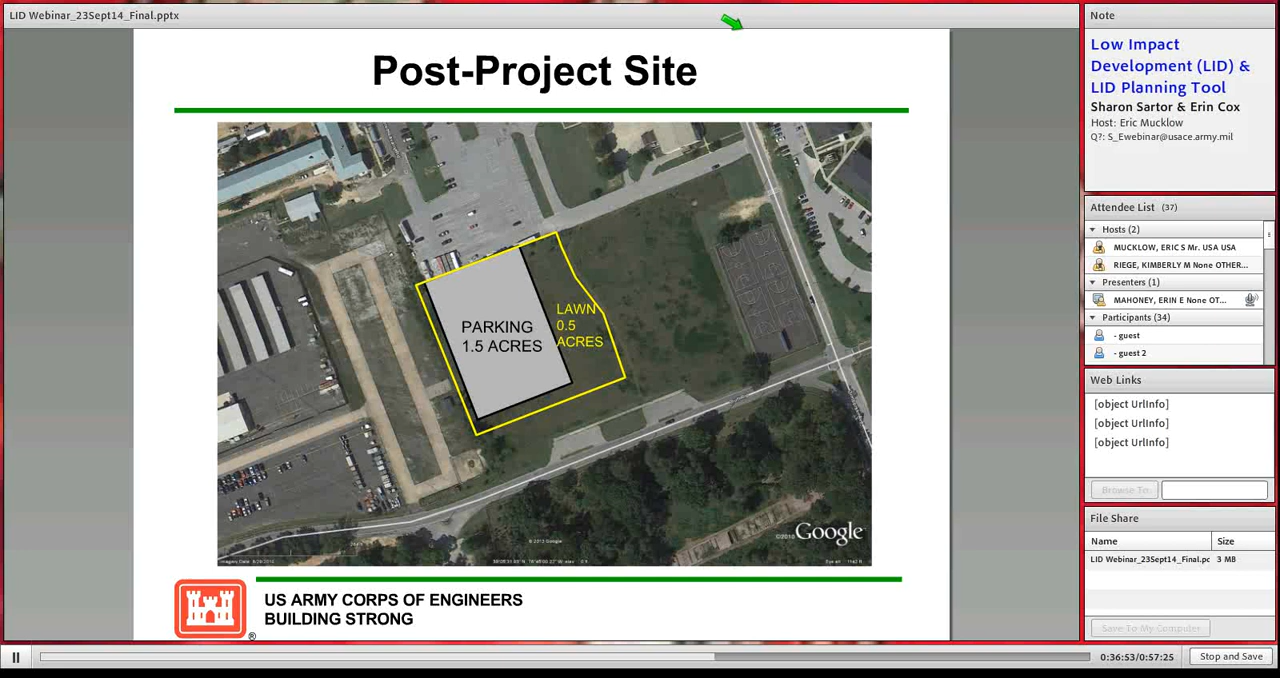 LID Webinar_23Sept14_Final.pptx
Post-Project Site
PARKING
1.5 ACRES
LAWN
0.5
ACRES
©2010 Google
© 2013 Google
US ARMY CORPS OF ENGINEERS
BUILDING STRONG
®
Note
Low Impact
Development (LID) &
LID Planning Tool
Sharon Sartor & Erin Cox
Host: Eric Mucklow
Q?: S_Ewebinar@usace.army.mil
Attendee List (37)
Hosts (2)
MUCKLOW, ERIC S Mr. USA USA
RIEGE, KIMBERLY M None OTHER...
Presenters (1)
MAHONEY, ERIN E None OT...
Participants (34)
- guest
- guest 2
Web Links
[object UrlInfo]
[object UrlInfo]
[object UrlInfo]
Browse To
File Share
Name Size
LID Webinar_23Sept14_Final.pc 3 MB
Save To My Computer
0:36:53/0:57:25
Stop and Save